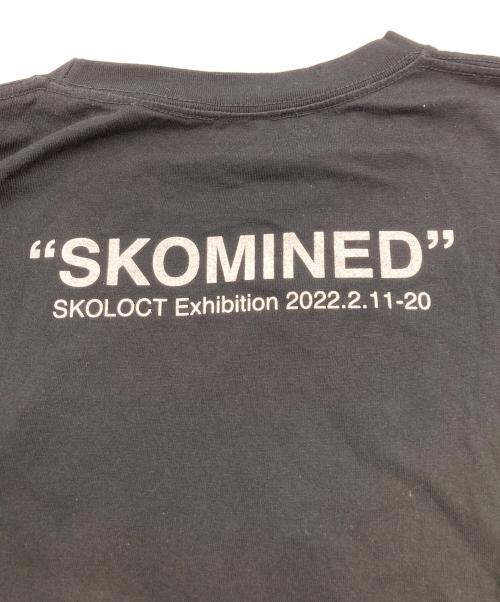 “SKOMINED”
SKOLOCT Exhibition 2022.2.11-20